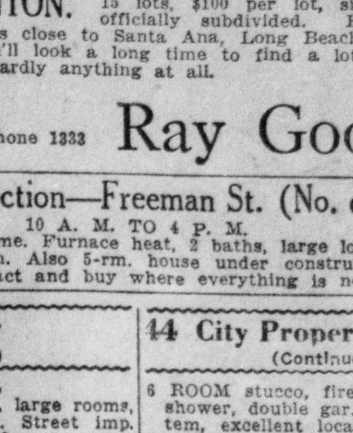 TION.
15 lots, $100 per lot,
officially subdivided.
s close to Santa Ana, Long Beach
'll look a long time to find a lo
ardly anything at all.
hone 1333
Ray Goo
ction—Freeman St. (No.
10 A. M. TO 4 P. M.
me. Furnace heat, 2 baths, large lo
n. Also 5-rm. house under constru
act and buy where everything is n
44 City Proper
(Continu
6 ROOM stucco, fire
shower, double gar.
tem, excellent loca
, large rooms,
. Street imp.